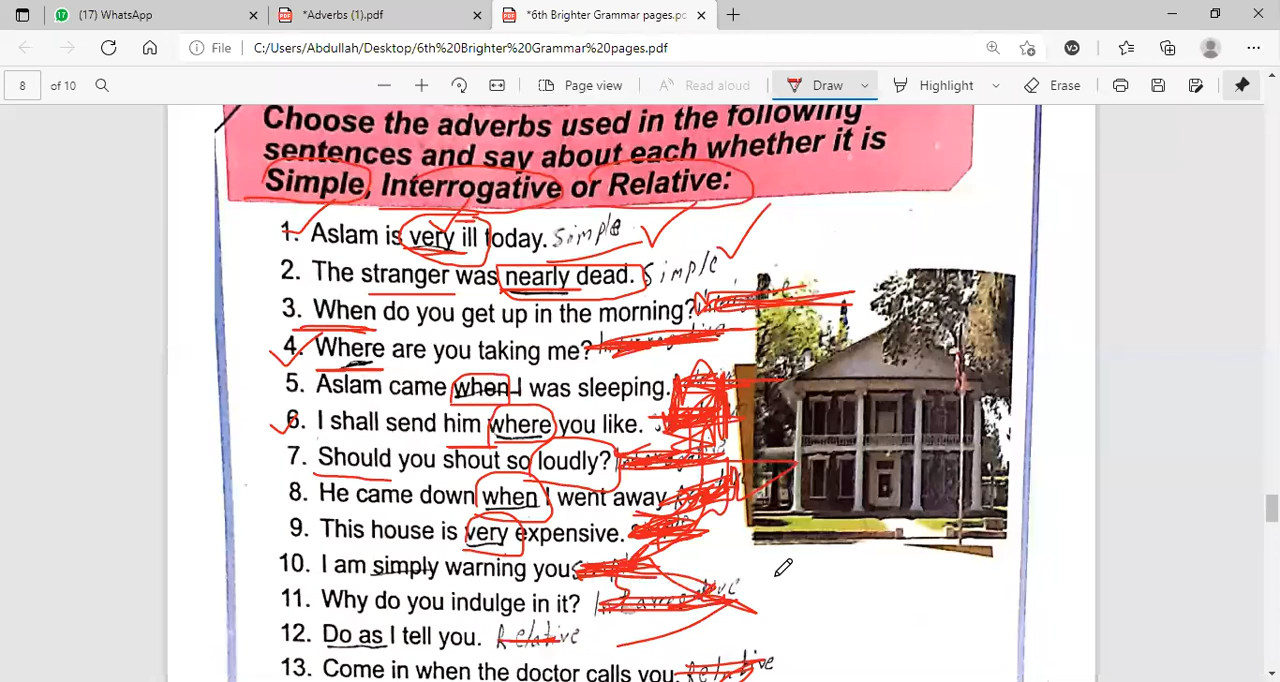 (17) WhatsApp
*Adverbs (1).pdf
*6th Brighter Grammar pages.pd
File C:/Users/Abdullah/Desktop/6th%20Brighter%20Grammar%20pages.pdf
8 of 10 Page view Read aloud Draw Highlight Erase
Choose the adverbs used in the following
sentences and say about each whether it is
Simple, Interrogative or Relative:
1. Aslam is very ill today. Simple
2. The stranger was nearly dead. Simple
3. When do you get up in the morning?
4. Where are you taking me?
5. Aslam came when I was sleeping.
6. I shall send him where you like.
7. Should you shout so loudly?
8. He came down when I went away
9. This house is very expensive.
10. I am simply warning you
11. Why do you indulge in it?
12. Do as I tell you. Relative
13. Come in when the doctor calls you. Relative